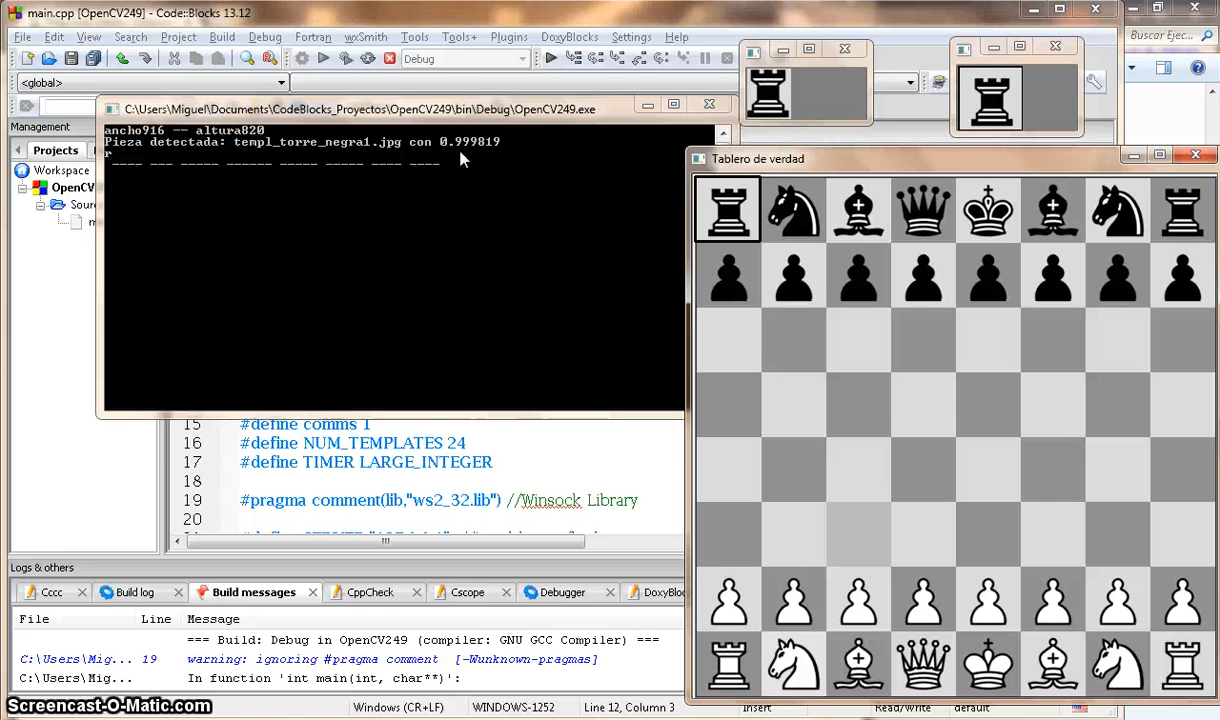 main.cpp [OpenCV249] - Code::Blocks 13.12
File Edit View Search Project Build Debug Fortran wxSmith Tools Tools+ Plugins DoxyBlocks Settings Help
Buscar Ejec...
Debug
<global>
Management
Projects
Workspace
OpenCV
Sour
C:\Users\Miguel\Documents\CodeBlocks_Proyectos\OpenCV249\bin\Debug\OpenCV249.exe
ancho916 -- altura820
Pieza detectada: templ_torre_negra1.jpg con 0.999819
r
---- --- ----- ------ ----- ----- ---- ----
Tablero de verdad
15 #define comms 1
16 #define NUM_TEMPLATES 24
17 #define TIMER LARGE_INTEGER
18
19 #pragma comment(lib,"ws2_32.lib") //Winsock Library
20
Logs & others
Cccc Build log Build messages CppCheck Cscope Debugger DoxyBlo
File Line Message
=== Build: Debug in OpenCV249 (compiler: GNU GCC Compiler) ===
C:\Users\Mig... 19 warning: ignoring #pragma comment [-Wunknown-pragmas]
C:\Users\Mig... In function 'int main(int, char**)':
Screencast-O-Matic.com
Windows (CR+LF) WINDOWS-1252 Line 12, Column 3 Insert Read/Write default